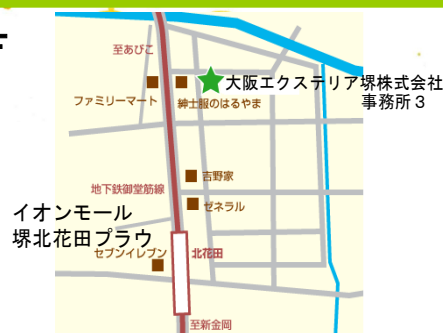 至あびこ
大阪エクステリア堺株式会社
事務所３
ファミリーマート
紳士服のはるやま
吉野家
地下鉄御堂筋線
ゼネラル
イオンモール
堺北花田プラウ
セブンイレブン
北花田
至新金岡